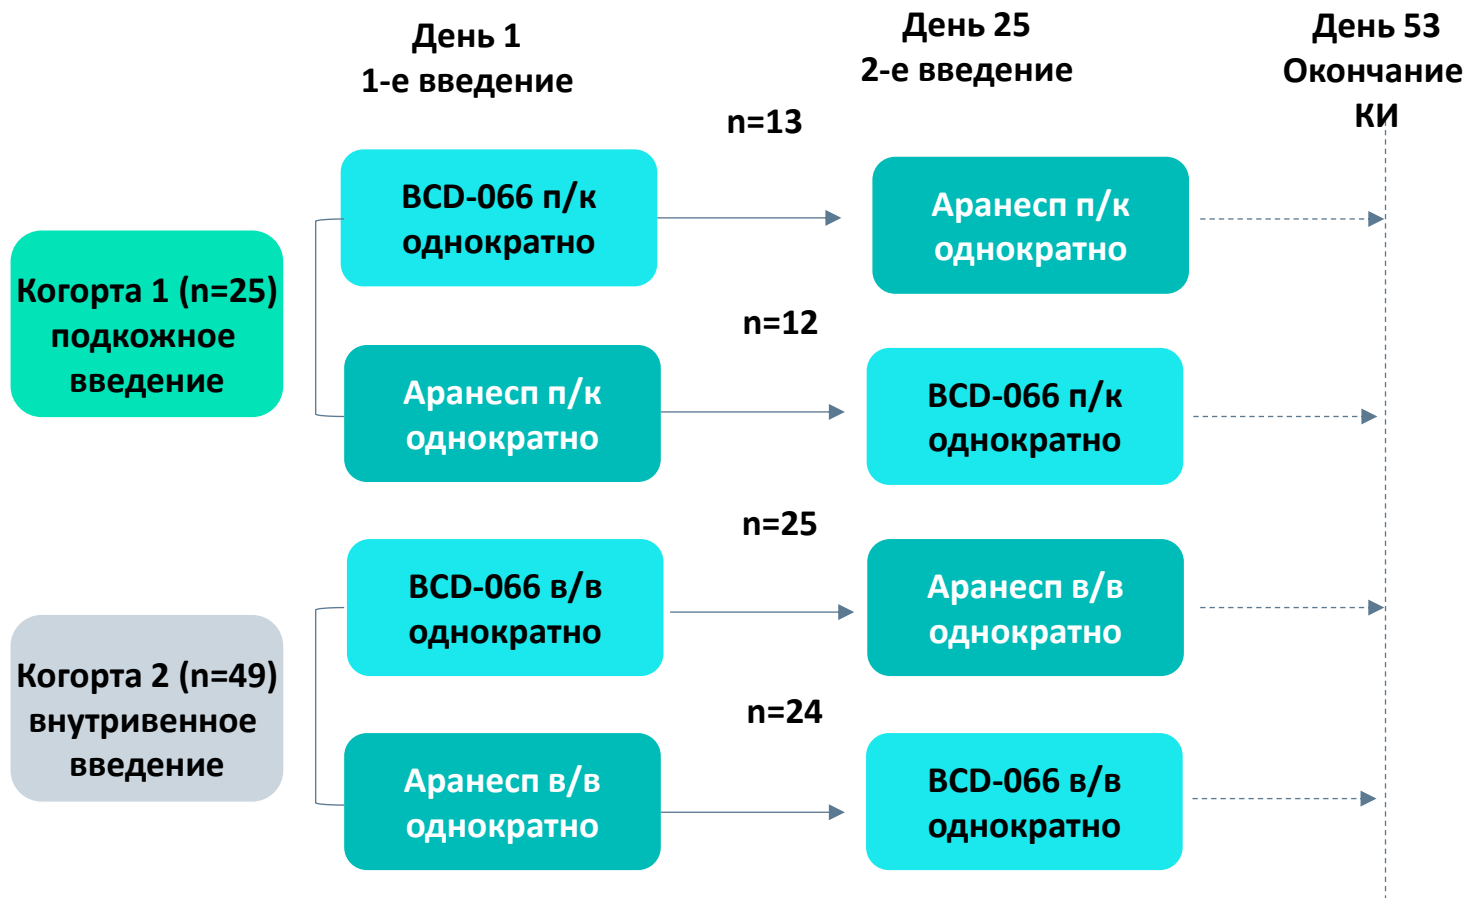 День 1
1-е введение
День 25
2-е введение
День 53
Окончание
КИ
n=13
BCD-066 п/к
однократно
Аранесп п/к
однократно
Когорта 1 (n=25)
подкожное
введение
n=12
Аранесп п/к
однократно
BCD-066 п/к
однократно
n=25
BCD-066 в/в
однократно
Аранесп в/в
однократно
Когорта 2 (n=49)
внутривенное
введение
n=24
Аранесп в/в
однократно
BCD-066 в/в
однократно